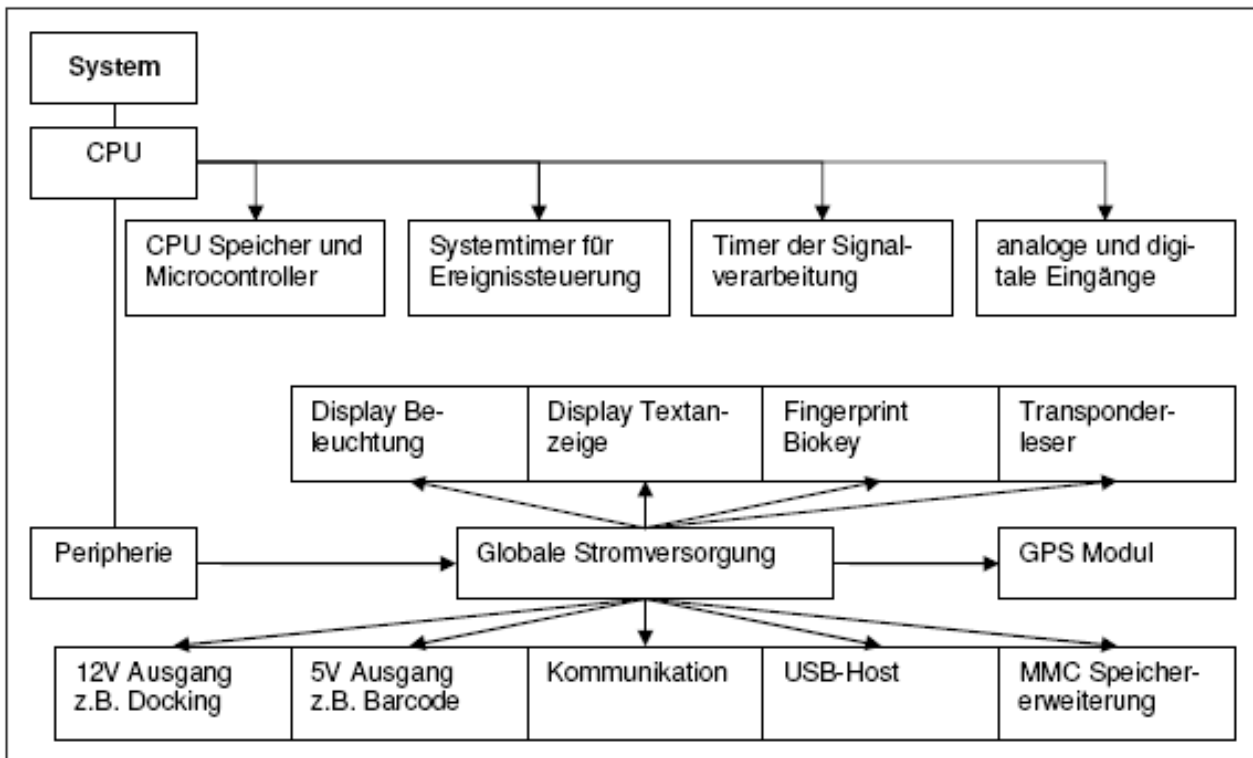 System
CPU
CPU Speicher und
Microcontroller
Systemtimer für
Ereignissteuerung
Timer der Signal-
verarbeitung
analoge und digi-
tale Eingänge
Display Be-
leuchtung
Display Textan-
zeige
Fingerprint
Biokey
Transponder-
leser
Peripherie
Globale Stromversorgung
GPS Modul
12V Ausgang
z.B. Docking
5V Ausgang
z.B. Barcode
Kommunikation
USB-Host
MMC Speicher-
erweiterung